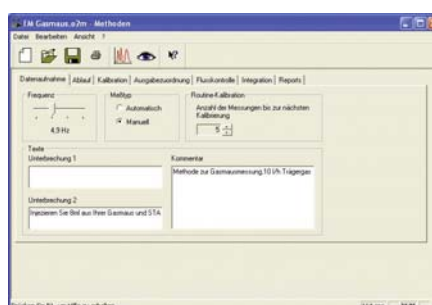 EM Gasmaus.o2m - Methoden
Datei Bearbeiten Ansicht ?
Datenaufnahme Ablauf Kalibration Ausgabezuordnung Flusskontrolle Integration Reports
Frequenz
4,9 Hz
Meßtyp
Automatisch
Manuell
Routine-Kalibration
Anzahl der Messungen bis zur nächsten
Kalibrierung
5
Texte
Unterbrechung 1
Kommentar
Methode zur Gasmausmessung,10 l/h Trägergas
Unterbrechung 2
Injezieren Sie 8ml aus Ihrer Gasmaus und STA